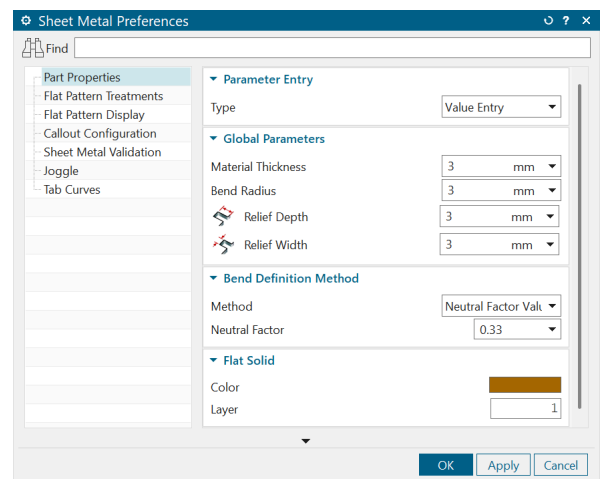 Sheet Metal Preferences
Find
Part Properties
Flat Pattern Treatments
Flat Pattern Display
Callout Configuration
Sheet Metal Validation
Joggle
Tab Curves
Parameter Entry
Type Value Entry
Global Parameters
Material Thickness 3 mm
Bend Radius 3 mm
Relief Depth 3 mm
Relief Width 3 mm
Bend Definition Method
Method Neutral Factor Valu
Neutral Factor 0.33
Flat Solid
Color
Layer 1
OK Apply Cancel